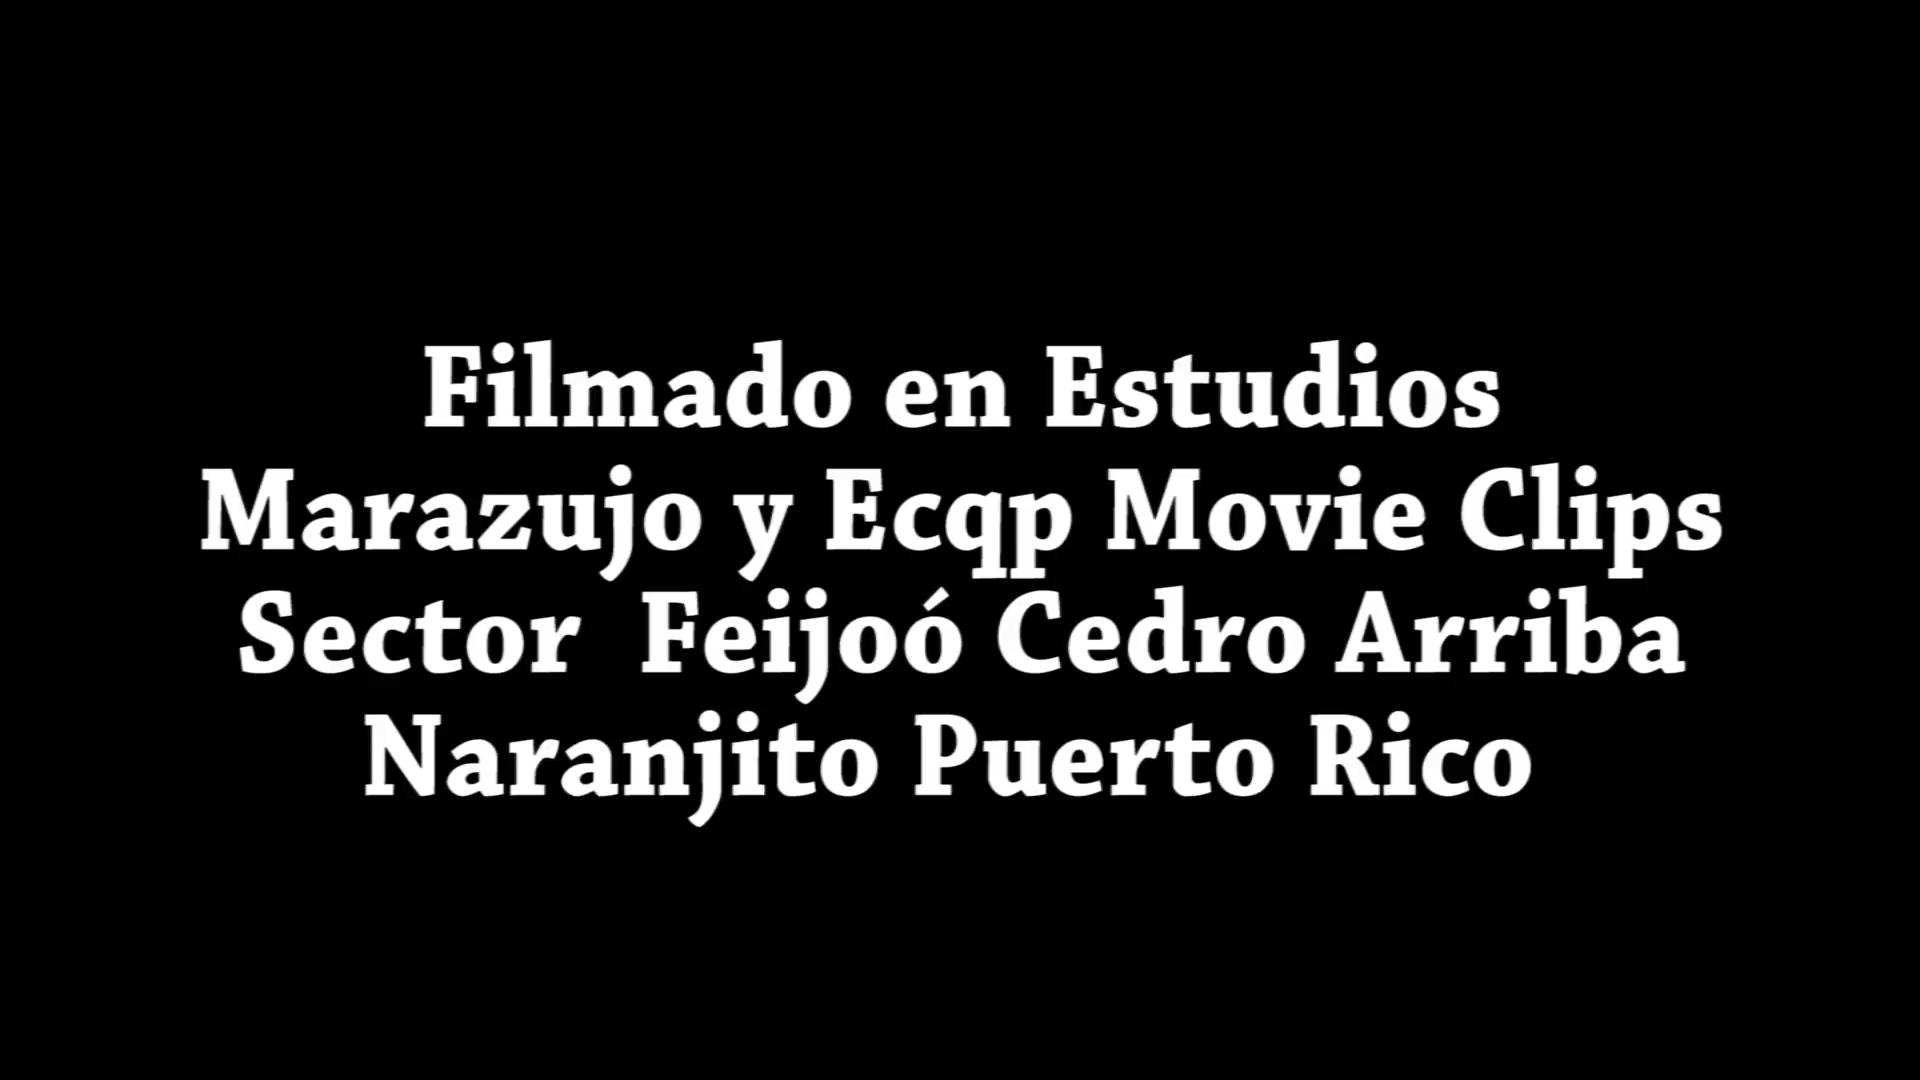 Filmado en Estudios
Marazujo y Ecqp Movie Clips
Sector  Feijoó Cedro Arriba
Naranjito Puerto Rico